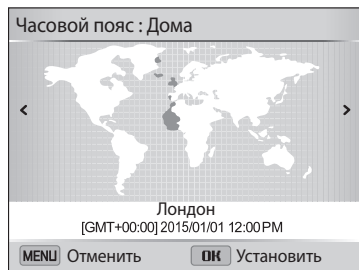 Часовой пояс : Дома
Лондон
[GMT+00:00] 2015/01/01 12:00PM
MENU Отменить OK Установить